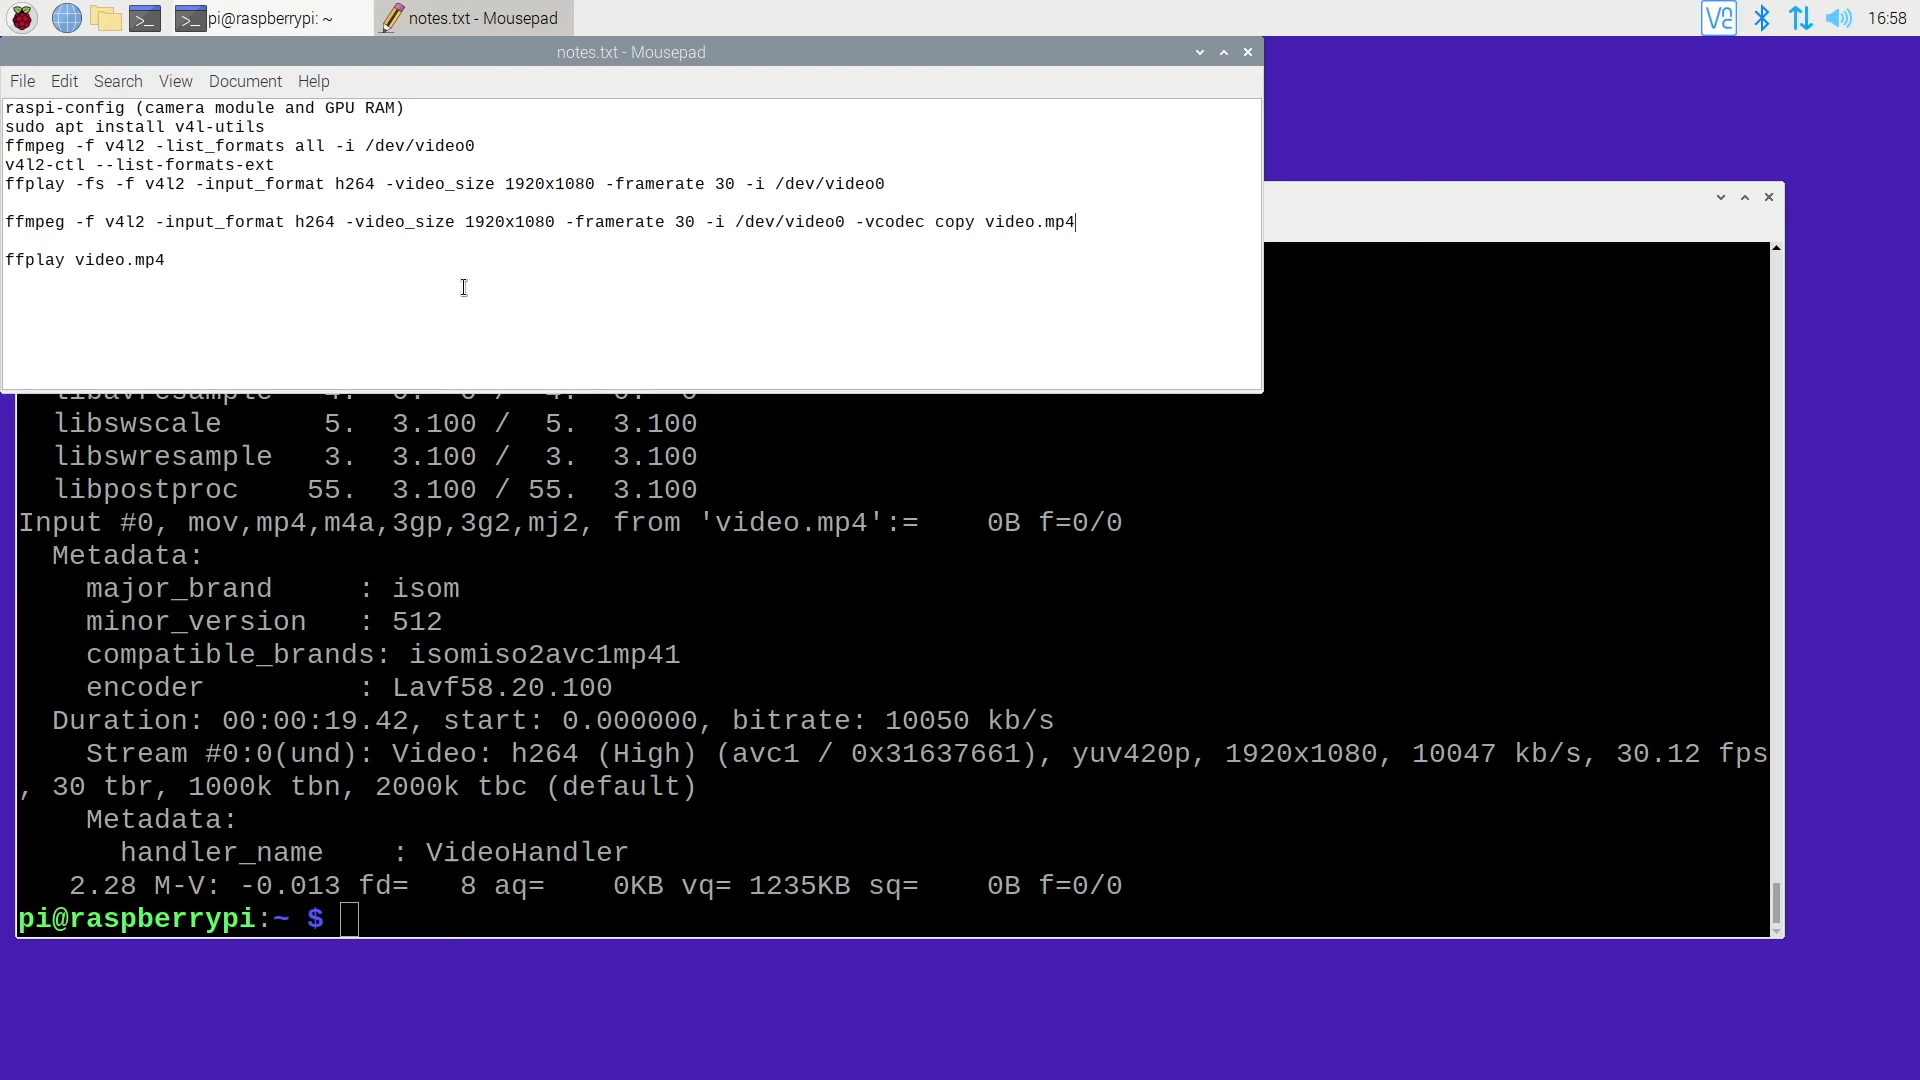 pi@raspberrypi: ~
notes.txt - Mousepad
16:58
notes.txt - Mousepad
File Edit Search View Document Help
raspi-config (camera module and GPU RAM)
sudo apt install v4l-utils
ffmpeg -f v4l2 -list_formats all -i /dev/video0
v4l2-ctl --list-formats-ext
ffplay -fs -f v4l2 -input_format h264 -video_size 1920x1080 -framerate 30 -i /dev/video0
ffmpeg -f v4l2 -input_format h264 -video_size 1920x1080 -framerate 30 -i /dev/video0 -vcodec copy video.mp4
ffplay video.mp4
libswscale 5. 3.100 / 5. 3.100
libswresample 3. 3.100 / 3. 3.100
libpostproc 55. 3.100 / 55. 3.100
Input #0, mov,mp4,m4a,3gp,3g2,mj2, from 'video.mp4':= 0B f=0/0
Metadata:
major_brand : isom
minor_version : 512
compatible_brands: isomiso2avc1mp41
encoder : Lavf58.20.100
Duration: 00:00:19.42, start: 0.000000, bitrate: 10050 kb/s
Stream #0:0(und): Video: h264 (High) (avc1 / 0x31637661), yuv420p, 1920x1080, 10047 kb/s, 30.12 fps
, 30 tbr, 1000k tbn, 2000k tbc (default)
Metadata:
handler_name : VideoHandler
2.28 M-V: -0.013 fd= 8 aq= 0KB vq= 1235KB sq= 0B f=0/0
pi@raspberrypi:~ $